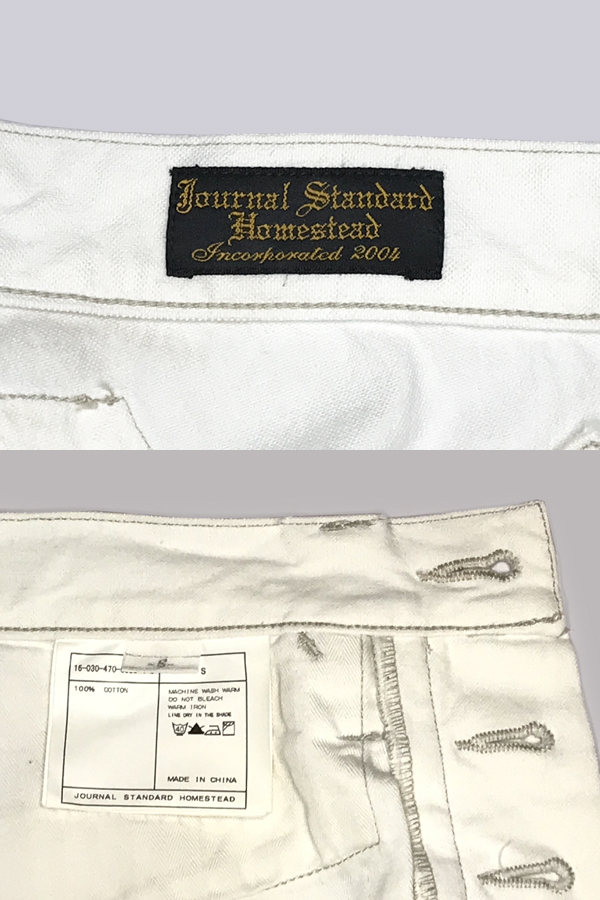 Journal Standard
Homestead
Incorporated 2004
16-030-470-
S
S
100% COTTON
MACHINE WASH WARM
DO NOT BLEACH
WARM IRON
LINE DRY IN THE SHADE
40
MADE IN CHINA
JOURNAL STANDARD HOMESTEAD